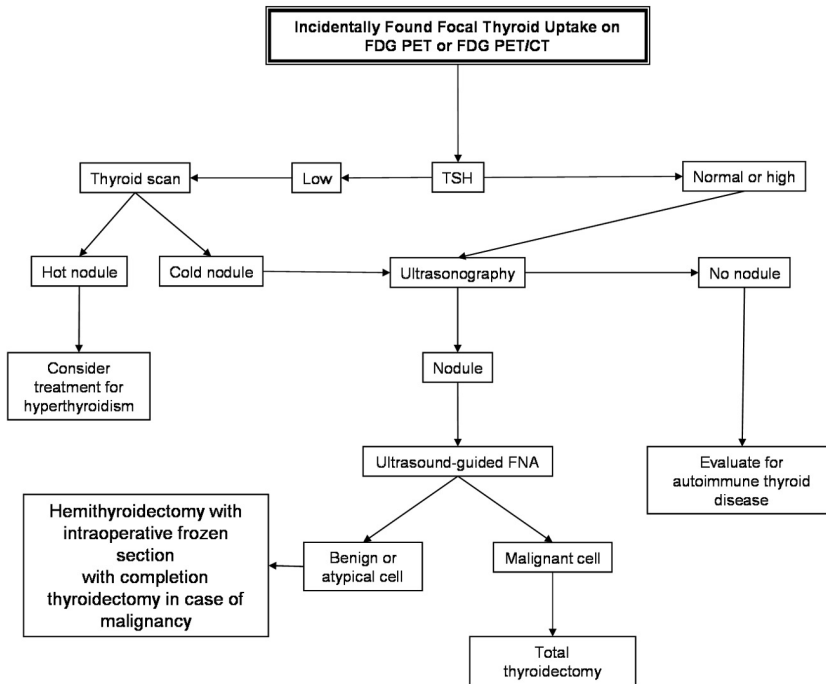 Incidentally Found Focal Thyroid Uptake on
FDG PET or FDG PET/CT
Thyroid scan
Low
TSH
Normal or high
Hot nodule
Cold nodule
Ultrasonography
No nodule
Consider
treatment for
hyperthyroidism
Nodule
Ultrasound-guided FNA
Evaluate for
autoimmune thyroid
disease
Hemithyroidectomy with
intraoperative frozen
section
with completion
thyroidectomy in case of
malignancy
Benign or
atypical cell
Malignant cell
Total
thyroidectomy